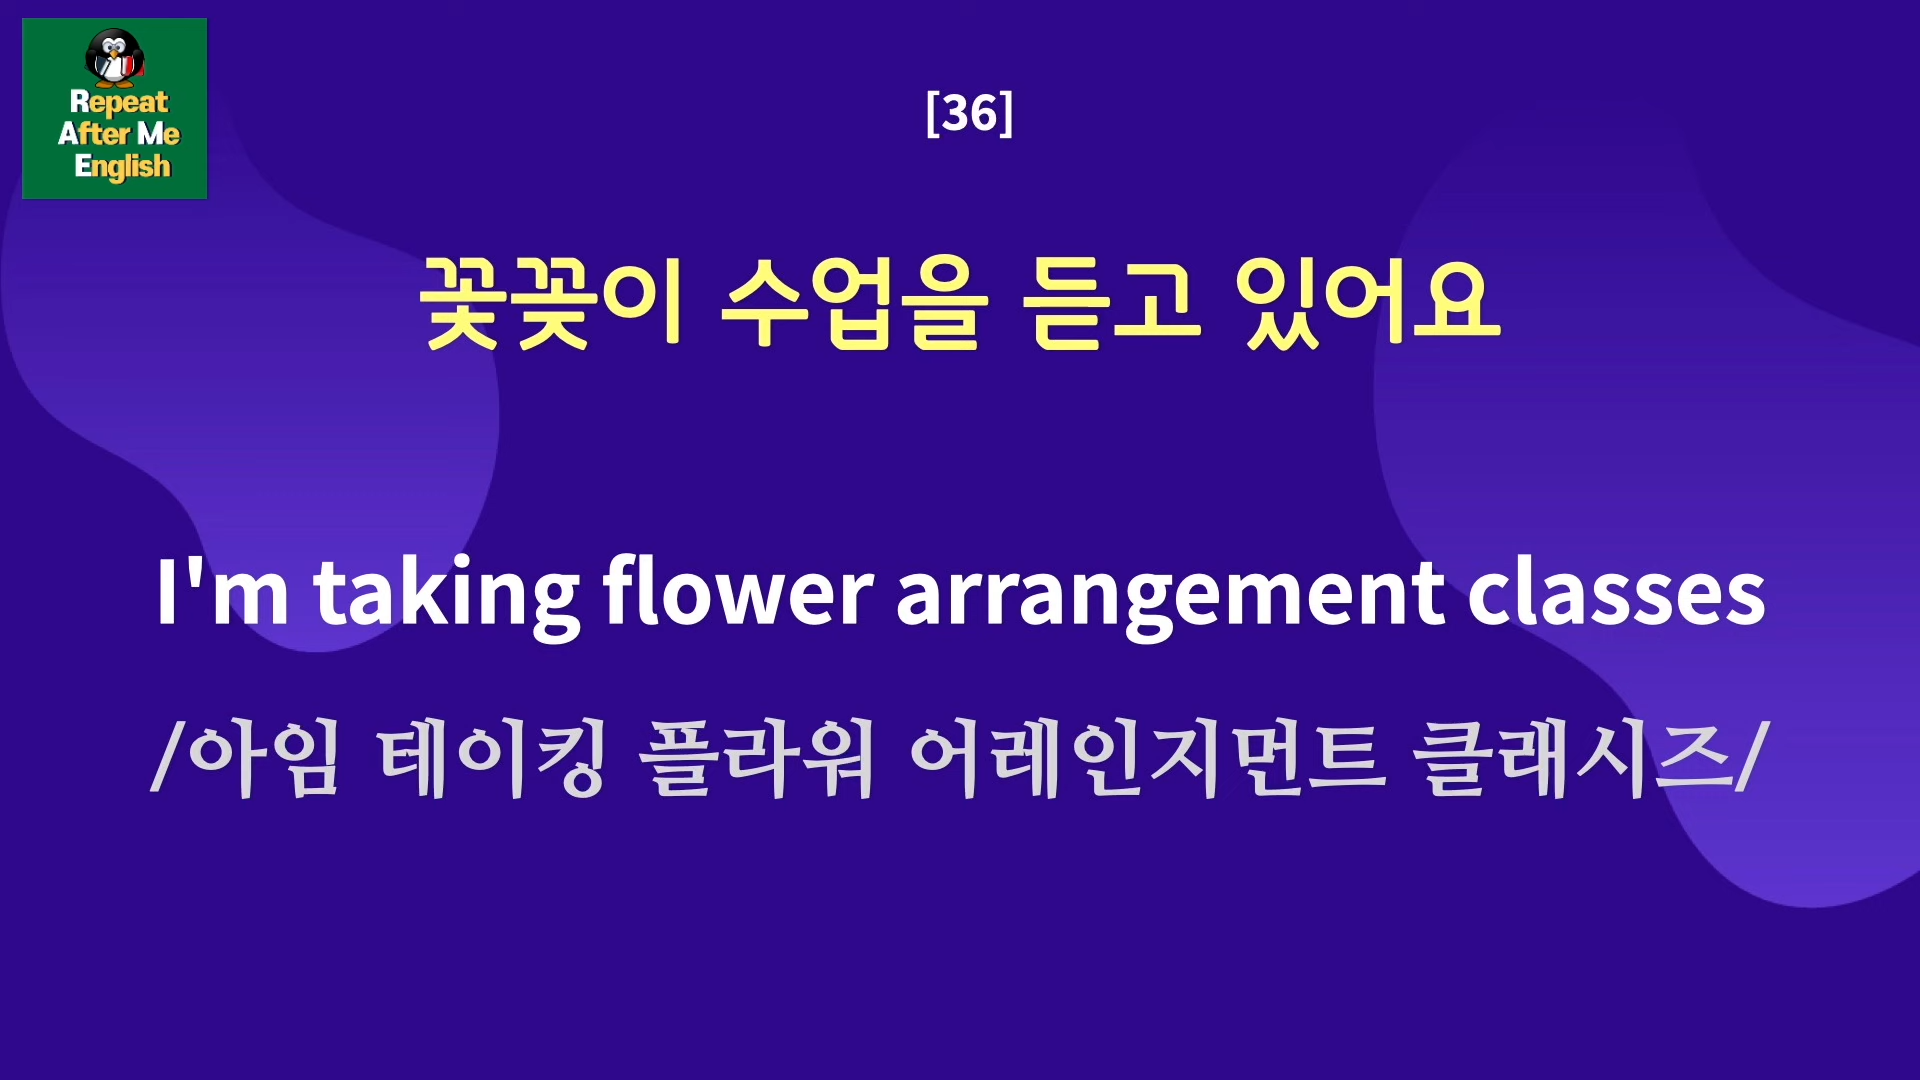 Repeat
After Me
English
[36]
꽃꽂이 수업을 듣고 있어요
I'm taking flower arrangement classes
/아임 테이킹 플라워 어레인지먼트 클래시즈/